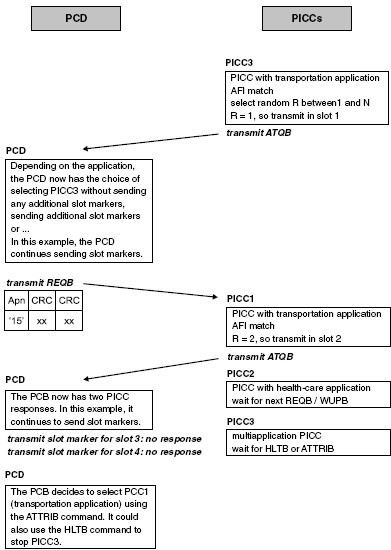 PCD
PICCs
PICC3
PICC with transportation application
AFI match
select random R between1 and N
R = 1, so transmit in slot 1
transmit ATQB
PCD
Depending on the application,
the PCD now has the choice of
selecting PICC3 without sending
any additional slot markers,
sending additional slot markers
or ...
In this example, the PCD
continues sending slot markers.
transmit REQB
Apn CRC CRC
'15' xx xx
PICC1
PICC with transportation application
AFI match
R = 2, so transmit in slot 2
transmit ATQB
PICC2
PICC with health-care application
wait for next REQB / WUPB
PICC3
multiapplication PICC
wait for HLTB or ATTRIB
PCD
The PCB now has two PICC
responses. In this example, it
continues to send slot markers.
transmit slot marker for slot 3: no response
transmit slot marker for slot 4: no response
PCD
The PCB decides to select PCC1
(transportation application) using
the ATTRIB command. It could
also use the HLTB command to
stop PICC3.